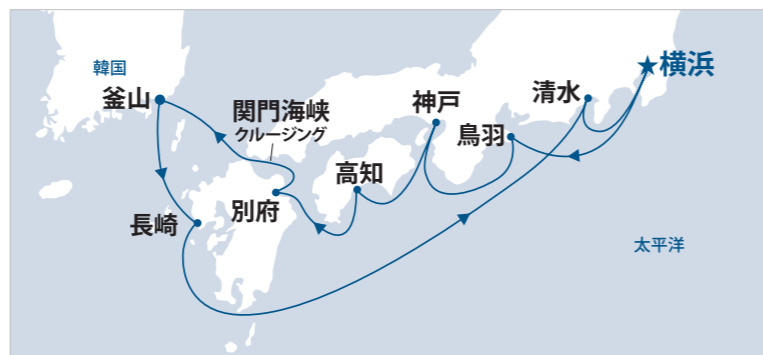 韓国
釜山
関門海峡
クルージング
神戸
清水
★横浜
鳥羽
高知
別府
長崎
太平洋